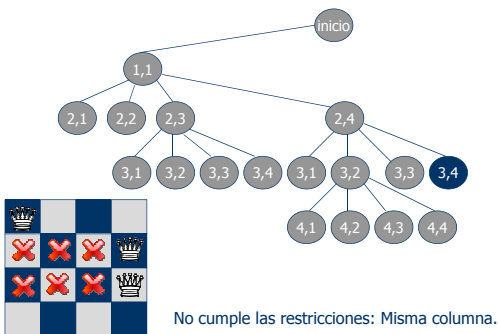 inicio
1,1
2,1 2,2 2,3 2,4
3,1 3,2 3,3 3,4 3,1 3,2 3,3 3,4
4,1 4,2 4,3 4,4
No cumple las restricciones: Misma columna.